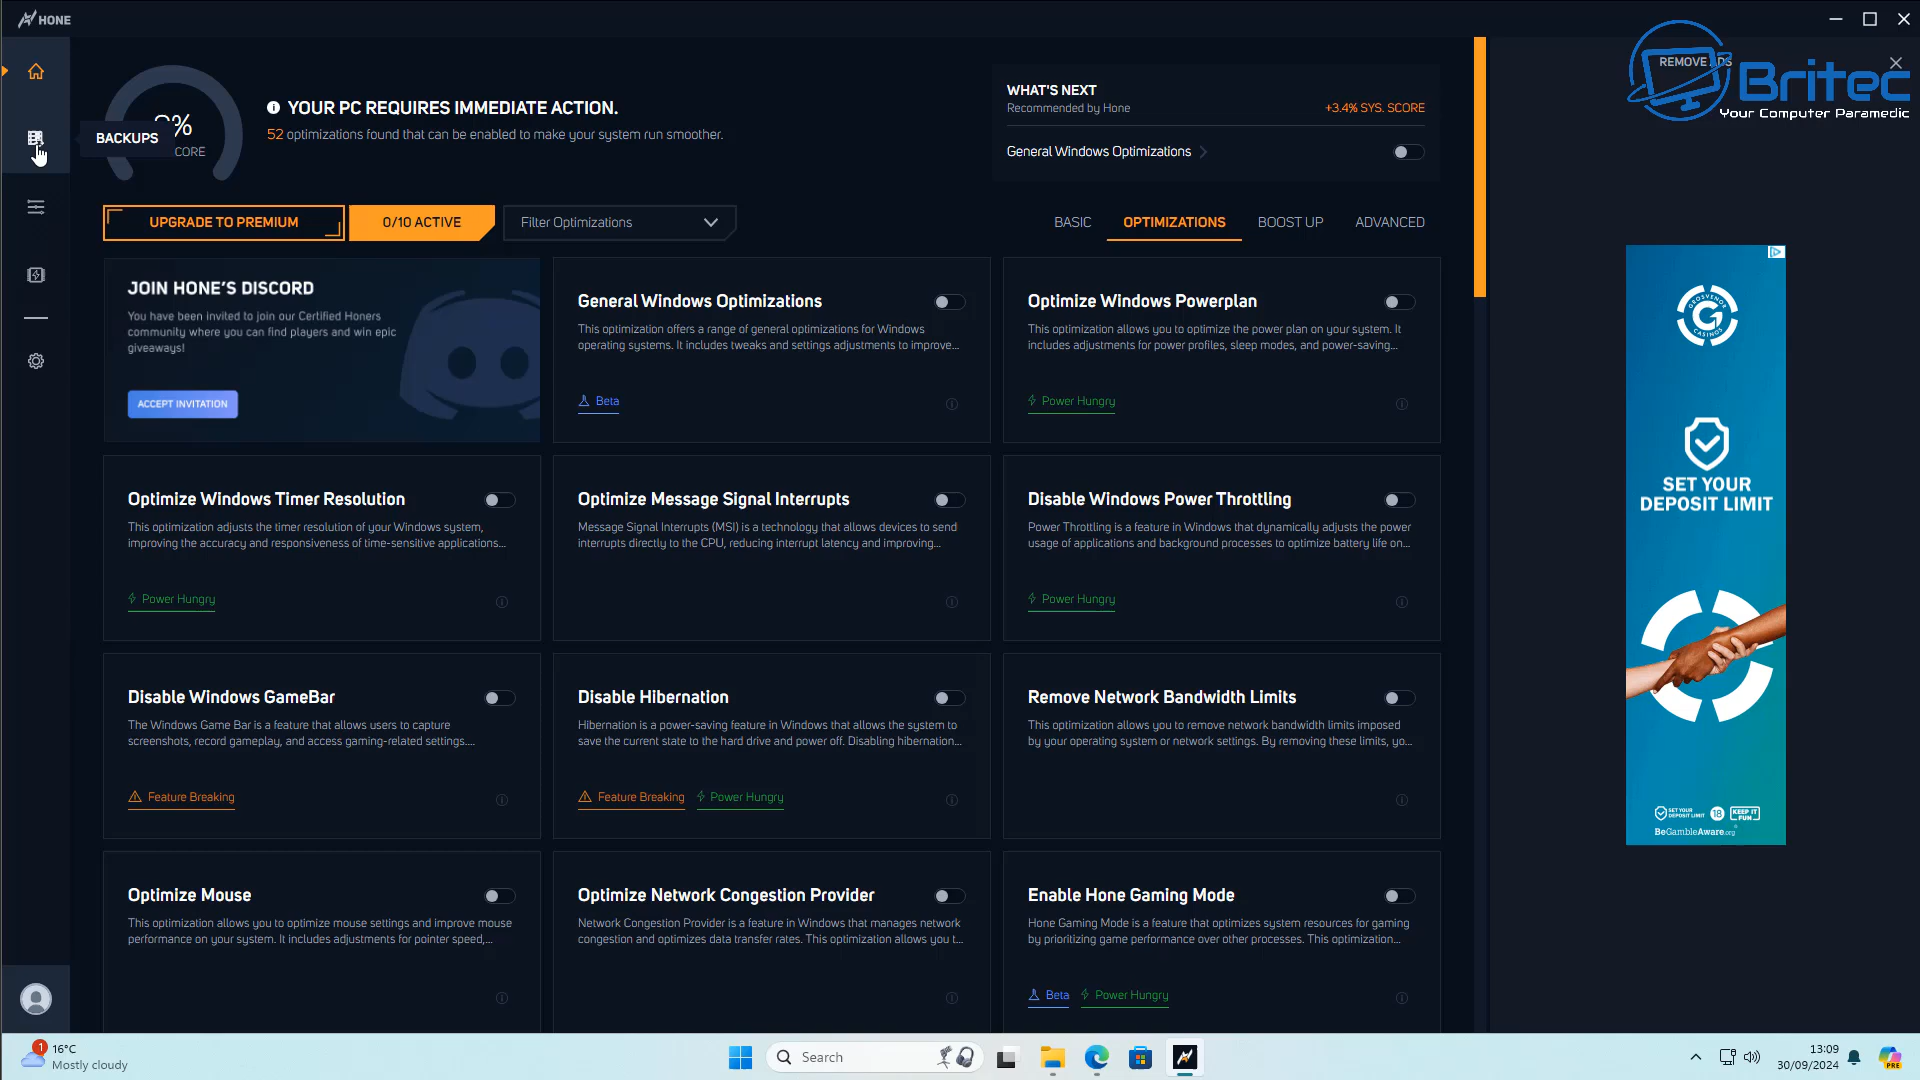 HONE
BACKUPS
%
CORE
YOUR PC REQUIRES IMMEDIATE ACTION.
52 optimizations found that can be enabled to make your system run smoother.
WHAT'S NEXT
Recommended by Hone
+3.4% SYS. SCORE
General Windows Optimizations
REMOVE ADS
Britec
Your Computer Paramedic
UPGRADE TO PREMIUM
0/10 ACTIVE
Filter Optimizations
BASIC
OPTIMIZATIONS
BOOST UP
ADVANCED
JOIN HONE'S DISCORD
You have been invited to join our Certified Honers
community where you can find players and win epic
giveaways!
ACCEPT INVITATION
General Windows Optimizations
This optimization offers a range of general optimizations for Windows
operating systems. It includes tweaks and settings adjustments to improve...
Beta
Optimize Windows Powerplan
This optimization allows you to optimize the power plan on your system. It
includes adjustments for power profiles, sleep modes, and power-saving...
Power Hungry
Optimize Windows Timer Resolution
This optimization adjusts the timer resolution of your Windows system,
improving the accuracy and responsiveness of time-sensitive applications...
Power Hungry
Optimize Message Signal Interrupts
Message Signal Interrupts (MSI) is a technology that allows devices to send
interrupts directly to the CPU, reducing interrupt latency and improving...
Disable Windows Power Throttling
Power Throttling is a feature in Windows that dynamically adjusts the power
usage of applications and background processes to optimize battery life on...
Power Hungry
Disable Windows GameBar
The Windows Game Bar is a feature that allows users to capture
screenshots, record gameplay, and access gaming-related settings....
Feature Breaking
Disable Hibernation
Hibernation is a power-saving feature in Windows that allows the system to
save the current state to the hard drive and power off. Disabling hibernation...
Feature Breaking
Power Hungry
Remove Network Bandwidth Limits
This optimization allows you to remove network bandwidth limits imposed
by your operating system or network settings. By removing these limits, yo...
Optimize Mouse
This optimization allows you to optimize mouse settings and improve mouse
performance on your system. It includes adjustments for pointer speed,...
Optimize Network Congestion Provider
Network Congestion Provider is a feature in Windows that manages network
congestion and optimizes data transfer rates. This optimization allows you t...
Enable Hone Gaming Mode
Hone Gaming Mode is a feature that optimizes system resources for gaming
by prioritizing game performance over other processes. This optimization...
Beta
Power Hungry
GROSVENOR
G
CASINOS
SET YOUR
DEPOSIT LIMIT
SET YOUR
DEPOSIT LIMIT
18
KEEP IT
FUN
BeGambleAware.org
1
16°C
Mostly cloudy
Search
13:09
30/09/2024
PRE